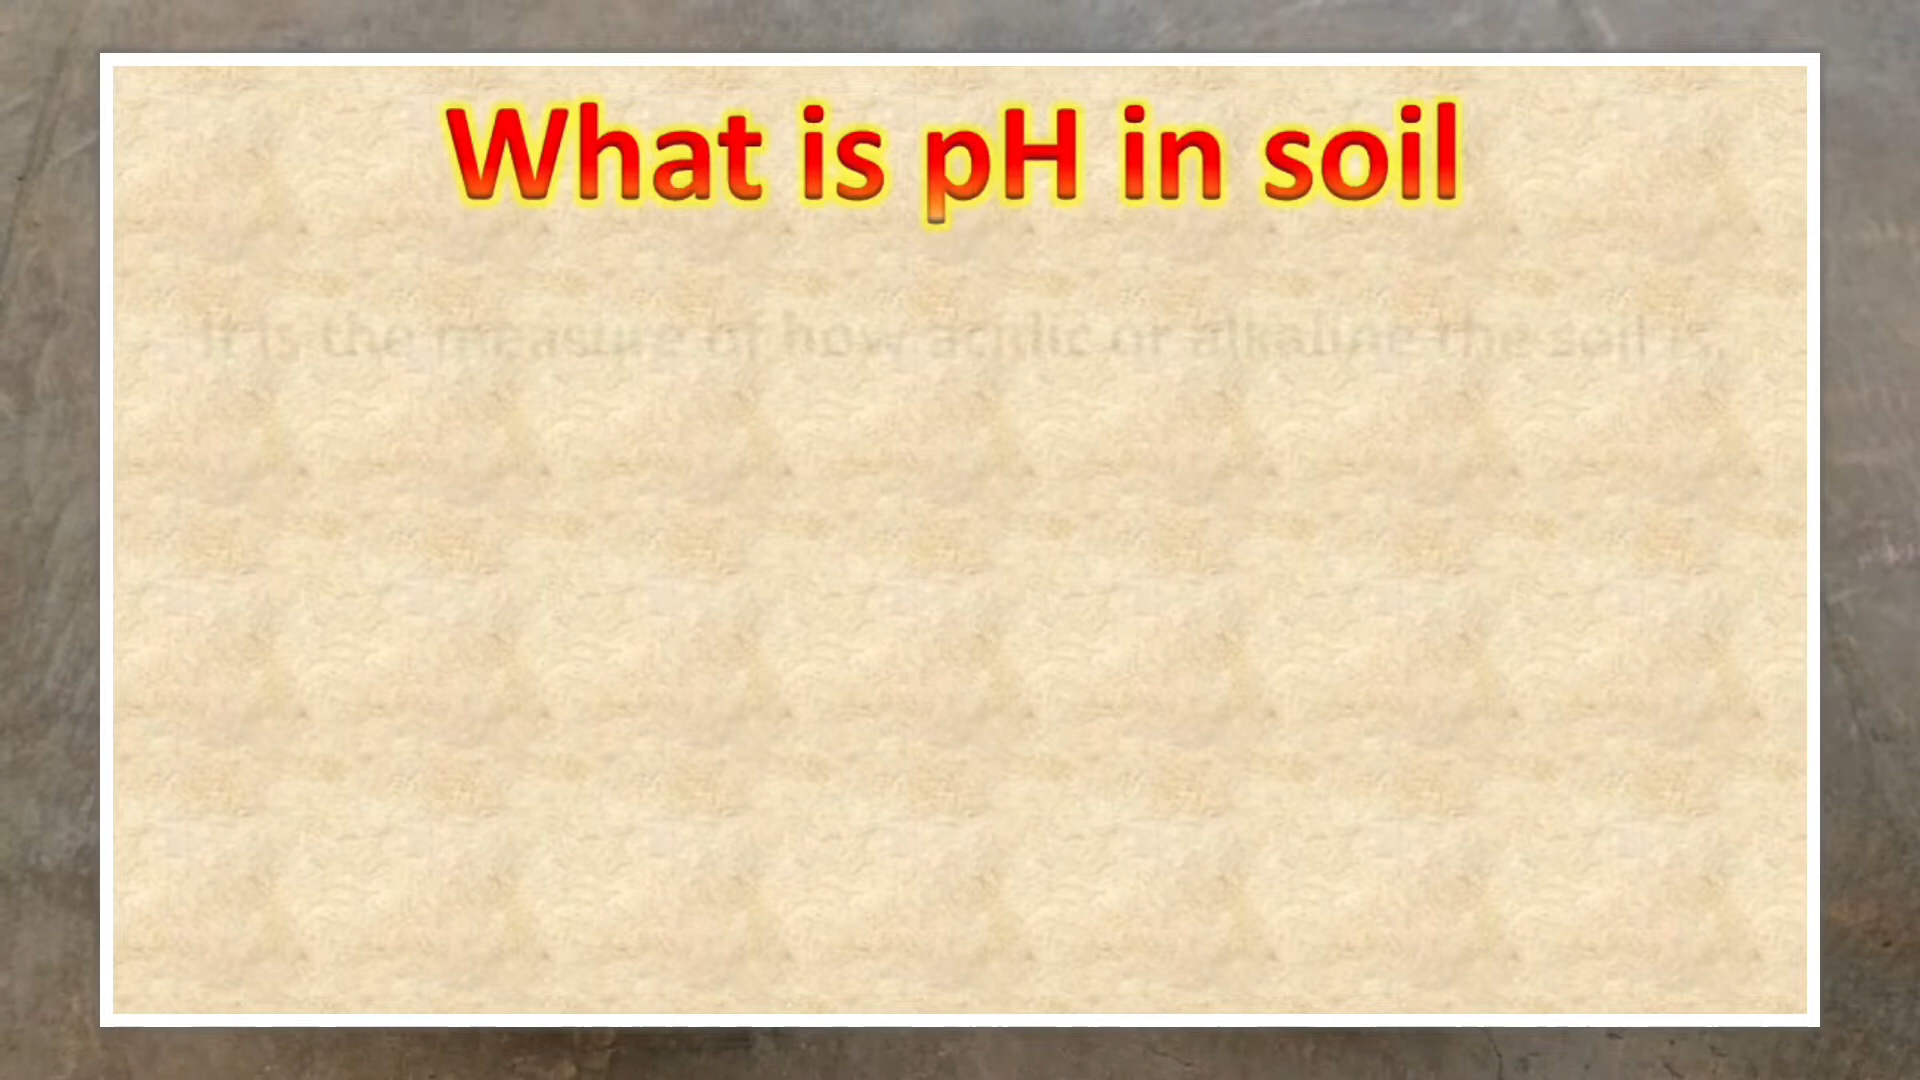 What is pH in soil
It is the measure of how acidic or alkaline the soil is.